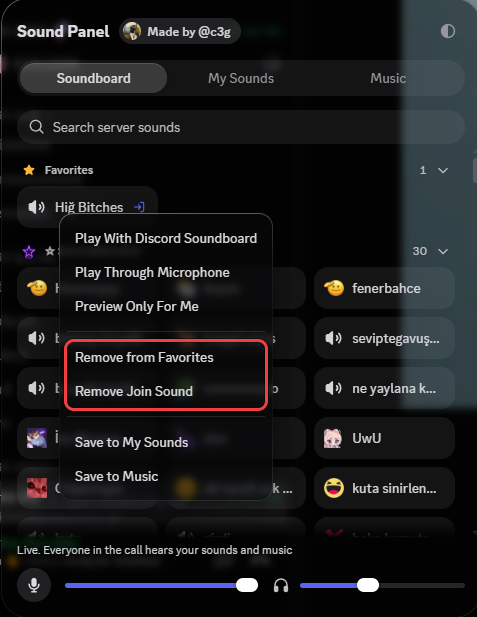 Sound Panel
Made by @c3g
Soundboard
My Sounds
Music
Search server sounds
Favorites
1
Hiğ Bitches
30
Play With Discord Soundboard
Play Through Microphone
Preview Only For Me
Remove from Favorites
Remove Join Sound
Save to My Sounds
Save to Music
fenerbahce
seviptegavuş...
ne yaylana k...
UwU
kuta sinirlen...
Live. Everyone in the call hears your sounds and music